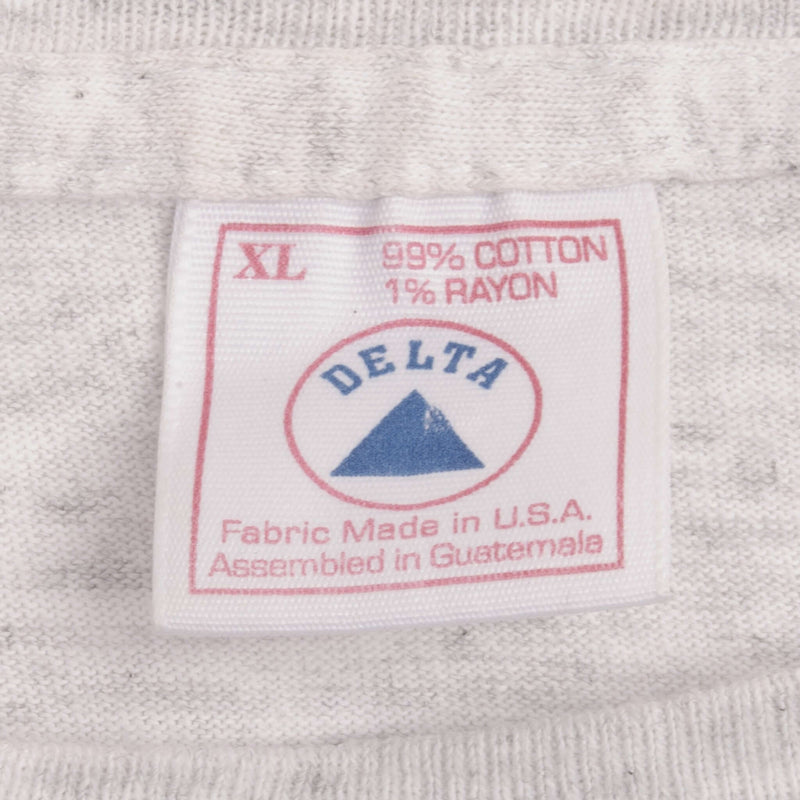 XL
99% COTTON
1% RAYON
DELTA
Fabric Made in U.S.A.
Assembled in Guatemala